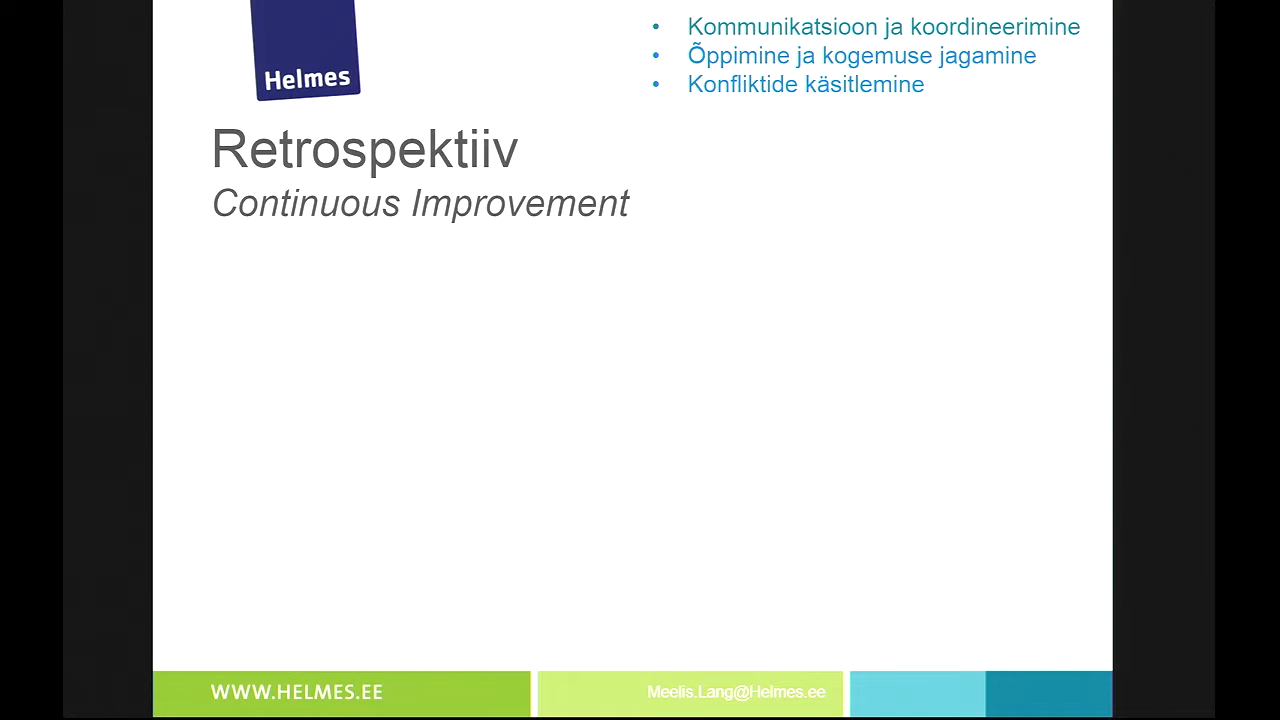 Helmes
• Kommunikatsioon ja koordineerimine
• Õppimine ja kogemuse jagamine
• Konfliktide käsitlemine
Retrospektiiv
Continuous Improvement
WWW.HELMES.EE
Meelis.Lang@Helmes.ee